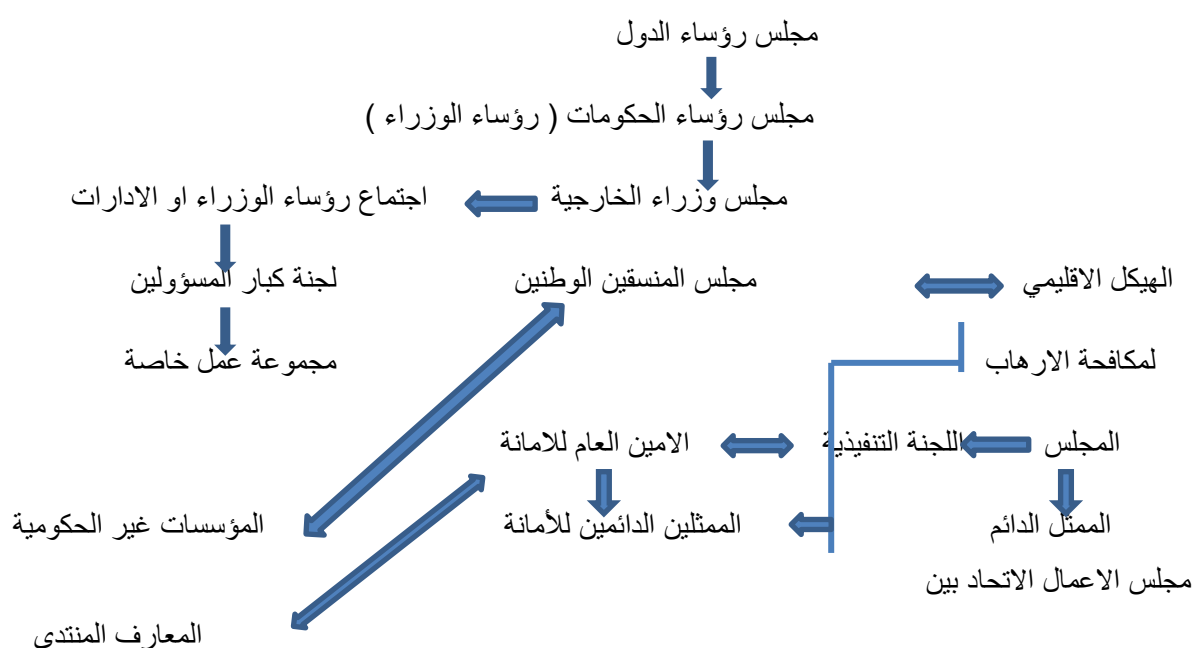 مجلس رؤساء الدول
مجلس رؤساء الحكومات ( رؤساء الوزراء )
مجلس وزراء الخارجية اجتماع رؤساء الوزراء او الادارات
الهيكل الاقليمي مجلس المنسقين الوطنين لجنة كبار المسؤولين
لمكافحة الارهاب مجموعة عمل خاصة
المجلس اللجنة التنفيذية الامين العام للامانة
الممثل الدائم الممثلين الدائمين للأمانة المؤسسات غير الحكومية
مجلس الاعمال الاتحاد بين
المعارف المنتدى